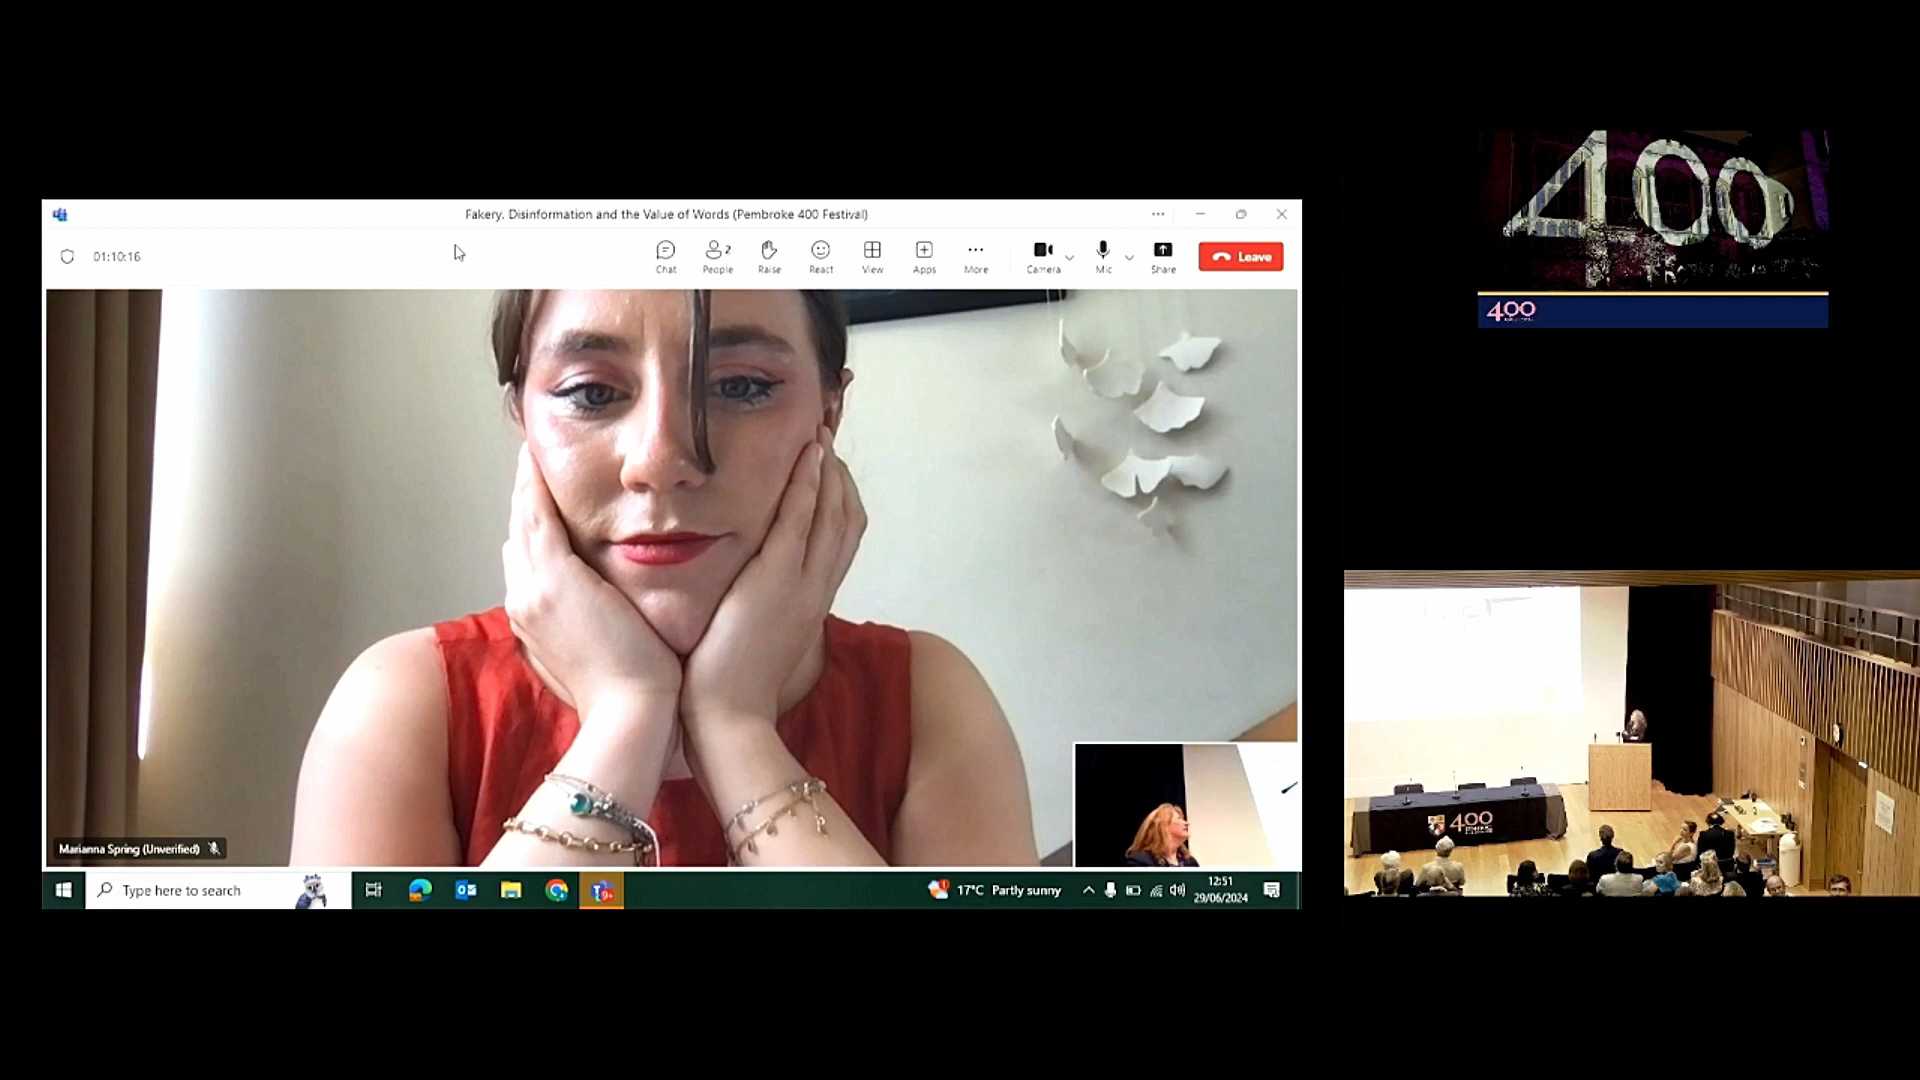 Fakery, Disinformation and the Value of Words (Pembroke 400 Festival)
01:10:16
Chat
People
2
Raise
React
View
Apps
More
Camera
Mic
Share
Leave
Marianna Spring (Unverified)
Type here to search
9+
17°C Partly sunny
12:51
29/06/2024
400
400
400